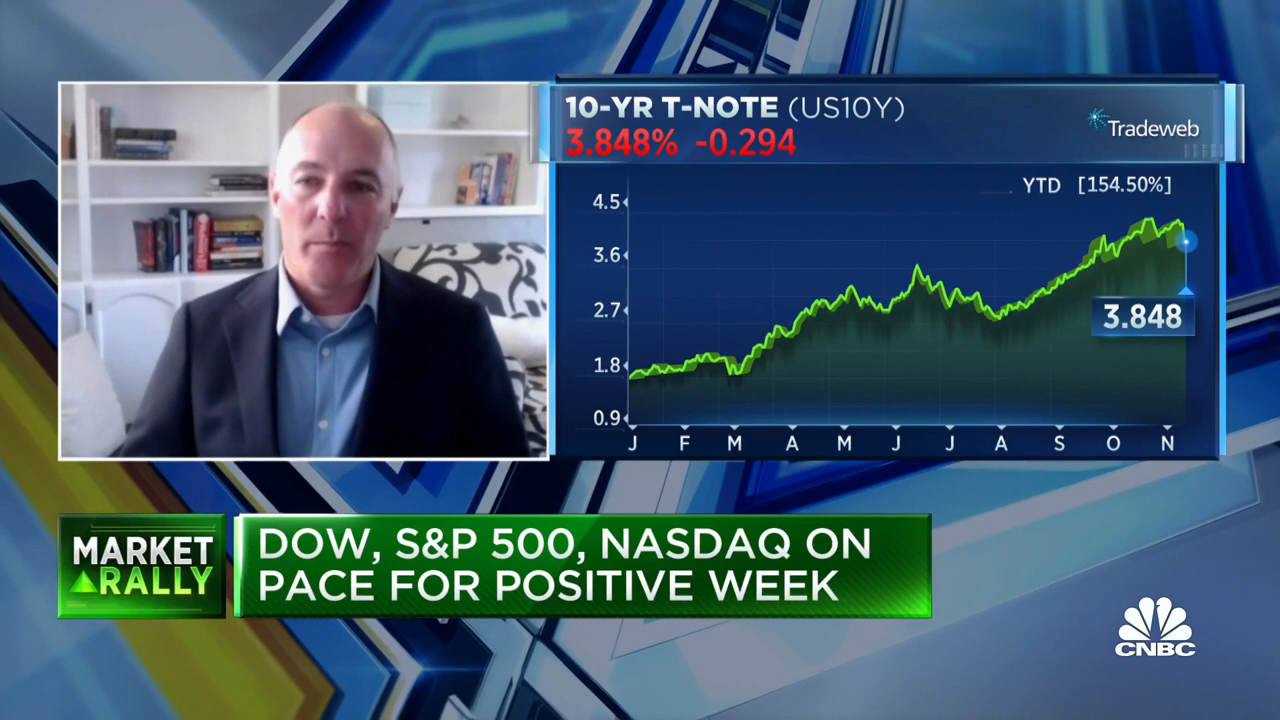 10-YR T-NOTE (US10Y)
3.848% -0.294
Tradeweb
YTD [154.50%]
4.5
3.6
2.7
1.8
0.9
3.848
J F M A M J J A S O N
MARKET
RALLY
DOW, S&P 500, NASDAQ ON
PACE FOR POSITIVE WEEK
CNBC